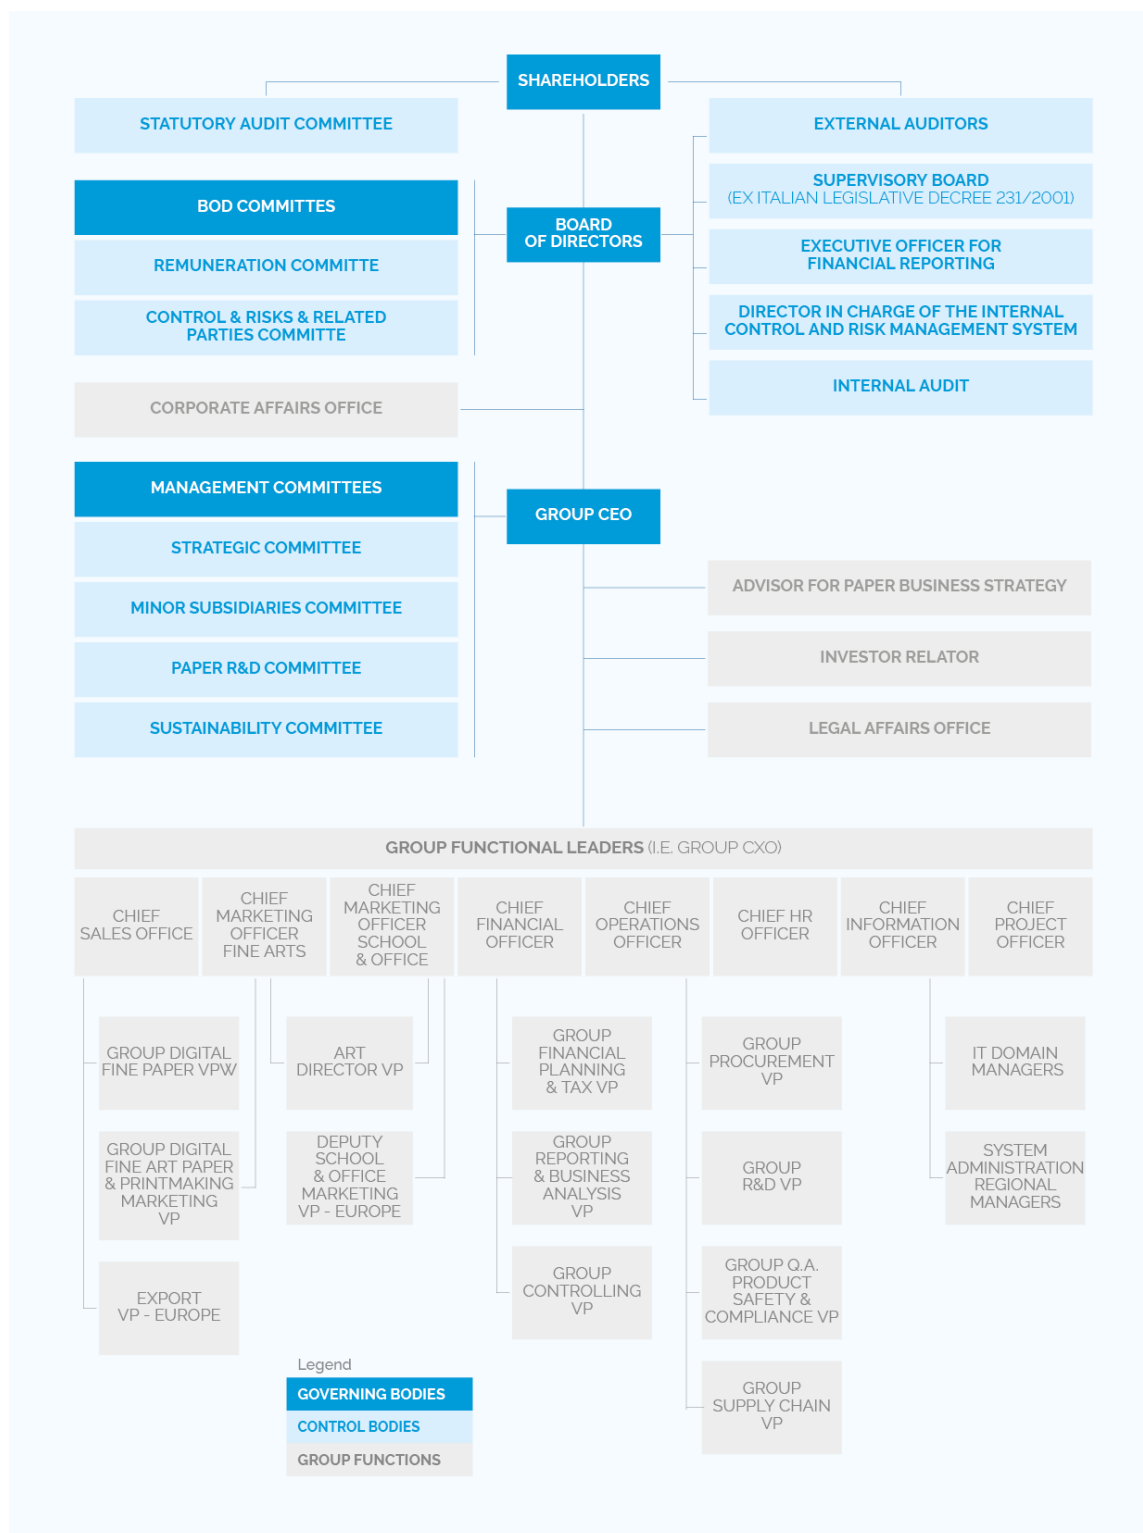 SHAREHOLDERS
STATUTORY AUDIT COMMITTEE
EXTERNAL AUDITORS
BOD COMMITTES
REMUNERATION COMMITTE
CONTROL & RISKS & RELATED
PARTIES COMMITTE
BOARD
OF DIRECTORS
SUPERVISORY BOARD
(EX ITALIAN LEGISLATIVE DECREE 231/2001)
EXECUTIVE OFFICER FOR
FINANCIAL REPORTING
DIRECTOR IN CHARGE OF THE INTERNAL
CONTROL AND RISK MANAGEMENT SYSTEM
INTERNAL AUDIT
CORPORATE AFFAIRS OFFICE
MANAGEMENT COMMITTEES
STRATEGIC COMMITTEE
MINOR SUBSIDIARIES COMMITTEE
PAPER R&D COMMITTEE
SUSTAINABILITY COMMITTEE
GROUP CEO
ADVISOR FOR PAPER BUSINESS STRATEGY
INVESTOR RELATOR
LEGAL AFFAIRS OFFICE
GROUP FUNCTIONAL LEADERS (I.E. GROUP CXO)
CHIEF
SALES OFFICE
CHIEF
MARKETING
OFFICER
FINE ARTS
CHIEF
MARKETING
OFFICER
SCHOOL
& OFFICE
CHIEF
FINANCIAL
OFFICER
CHIEF
OPERATIONS
OFFICER
CHIEF HR
OFFICER
CHIEF
INFORMATION
OFFICER
CHIEF
PROJECT
OFFICER
GROUP DIGITAL
FINE PAPER VPW
GROUP DIGITAL
FINE ART PAPER
& PRINTMAKING
MARKETING
VP
EXPORT
VP - EUROPE
ART
DIRECTOR VP
DEPUTY
SCHOOL
& OFFICE
MARKETING
VP - EUROPE
GROUP
FINANCIAL
PLANNING
& TAX VP
GROUP
REPORTING
& BUSINESS
ANALYSIS
VP
GROUP
CONTROLLING
VP
GROUP
PROCUREMENT
VP
GROUP
R&D VP
GROUP Q.A.
PRODUCT
SAFETY &
COMPLIANCE VP
GROUP
SUPPLY CHAIN
VP
IT DOMAIN
MANAGERS
SYSTEM
ADMINISTRATION
REGIONAL
MANAGERS
Legend
GOVERNING BODIES
CONTROL BODIES
GROUP FUNCTIONS